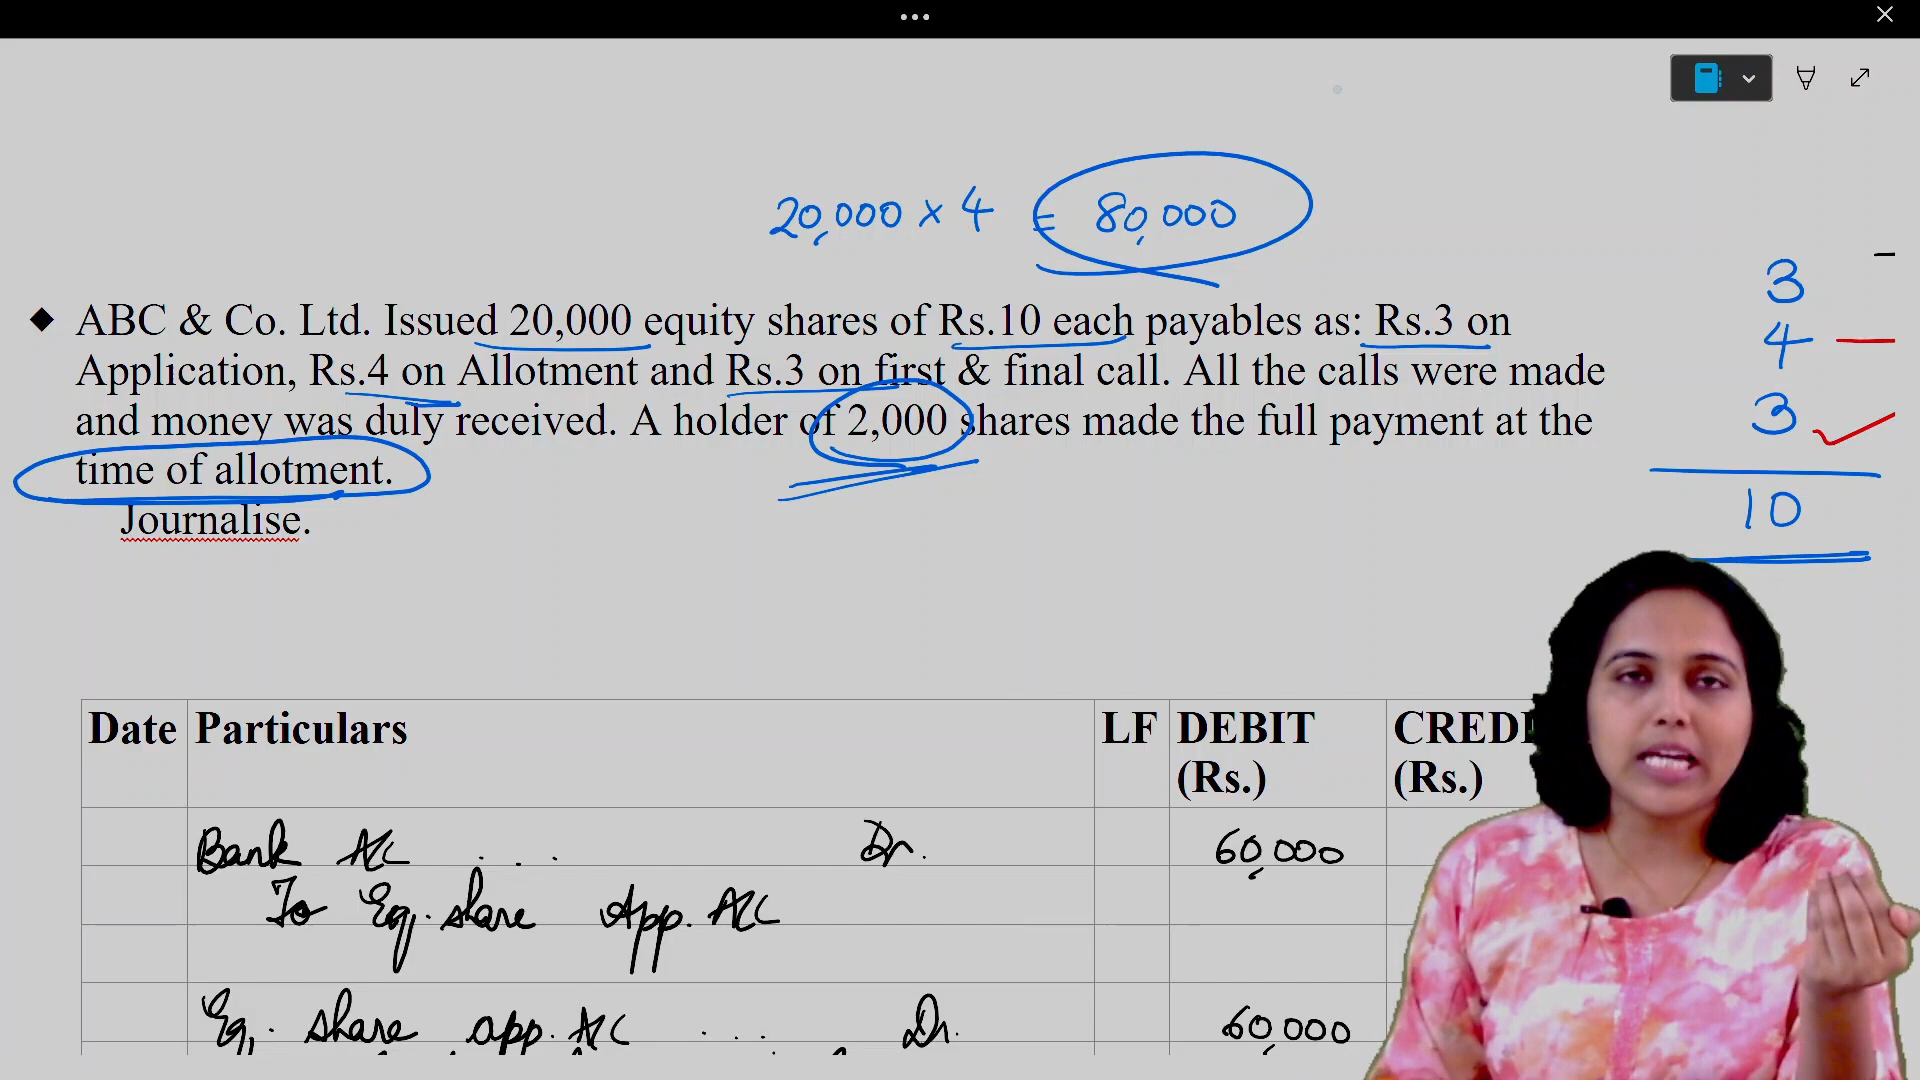 20,000 × 4 = 80,000
3
4
3
10
◆ ABC & Co. Ltd. Issued 20,000 equity shares of Rs.10 each payables as: Rs.3 on
Application, Rs.4 on Allotment and Rs.3 on first & final call. All the calls were made
and money was duly received. A holder of 2,000 shares made the full payment at the
time of allotment.
Journalise.
Date Particulars LF DEBIT (Rs.) CREDI (Rs.)
Bank A/C ... Dr. 60,000
To Eq. share App. A/C
Eq. share app. A/C ... Dr. 60,000